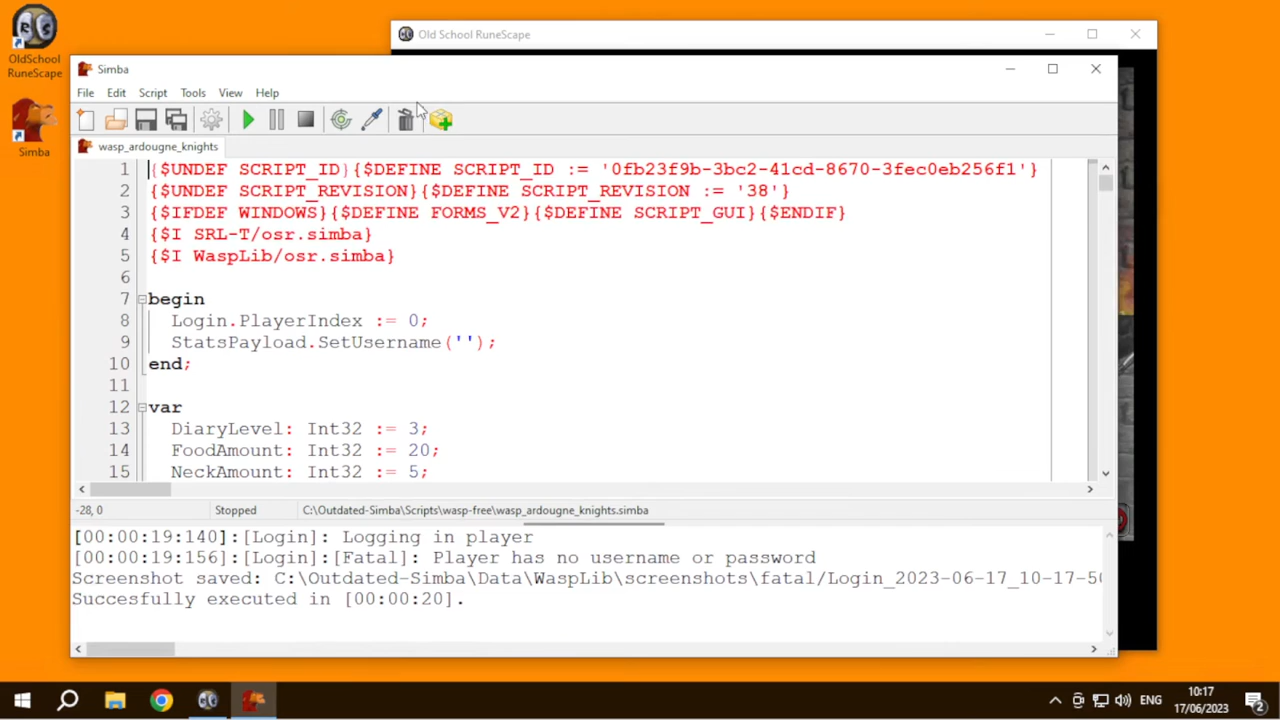 Old School RuneScape
OldSchool
RuneScape
Simba
Simba
File Edit Script Tools View Help
wasp_ardougne_knights
1 {$UNDEF SCRIPT_ID}{$DEFINE SCRIPT_ID := '0fb23f9b-3bc2-41cd-8670-3fec0eb256f1'}
2 {$UNDEF SCRIPT_REVISION}{$DEFINE SCRIPT_REVISION := '38'}
3 {$IFDEF WINDOWS}{$DEFINE FORMS_V2}{$DEFINE SCRIPT_GUI}{$ENDIF}
4 {$I SRL-T/osr.simba}
5 {$I WaspLib/osr.simba}
6
7 begin
8 Login.PlayerIndex := 0;
9 StatsPayload.SetUsername('');
10 end;
11
12 var
13 DiaryLevel: Int32 := 3;
14 FoodAmount: Int32 := 20;
15 NeckAmount: Int32 := 5;
-28, 0 Stopped C:\Outdated-Simba\Scripts\wasp-free\wasp_ardougne_knights.simba
[00:00:19:140]:[Login]: Logging in player
[00:00:19:156]:[Login]:[Fatal]: Player has no username or password
Screenshot saved: C:\Outdated-Simba\Data\WaspLib\screenshots\fatal/Login_2023-06-17_10-17-50
Succesfully executed in [00:00:20].
ENG
10:17
17/06/2023
2